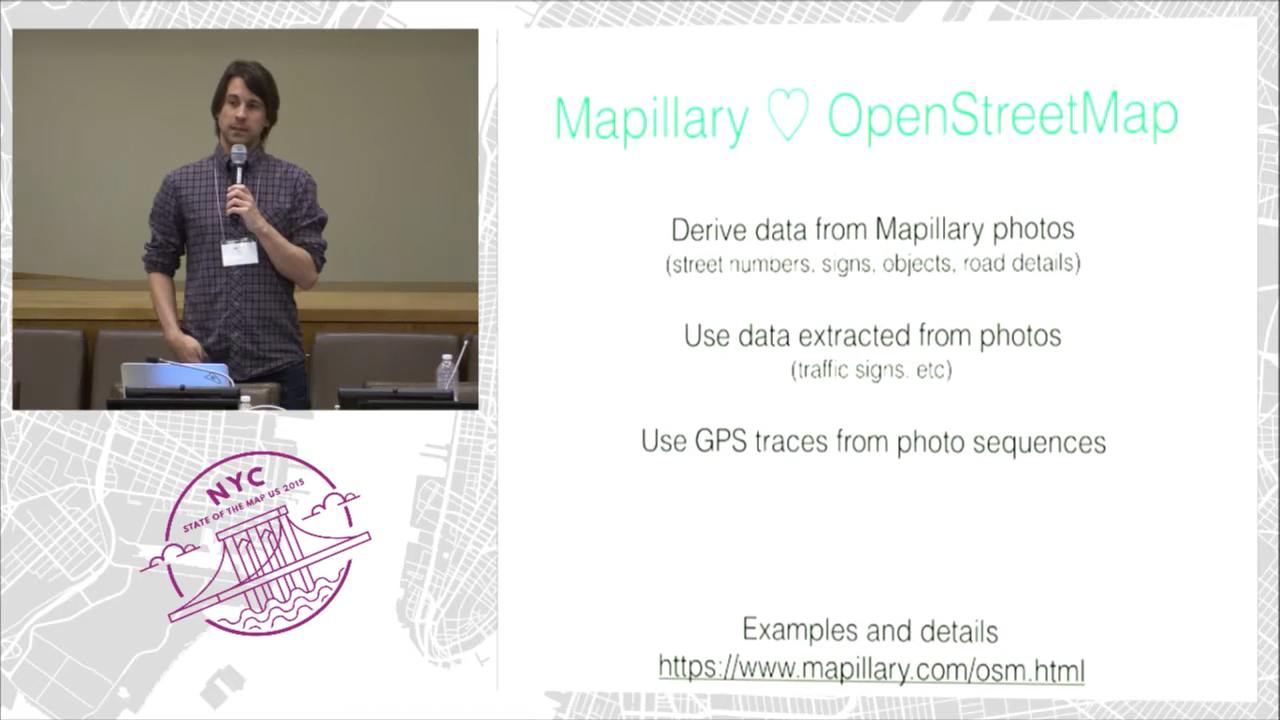 Mapillary ♡ OpenStreetMap
Derive data from Mapillary photos
(street numbers, signs, objects, road details)
Use data extracted from photos
(traffic signs, etc)
Use GPS traces from photo sequences
Examples and details
https://www.mapillary.com/osm.html
NYC
STATE OF THE MAP US 2015